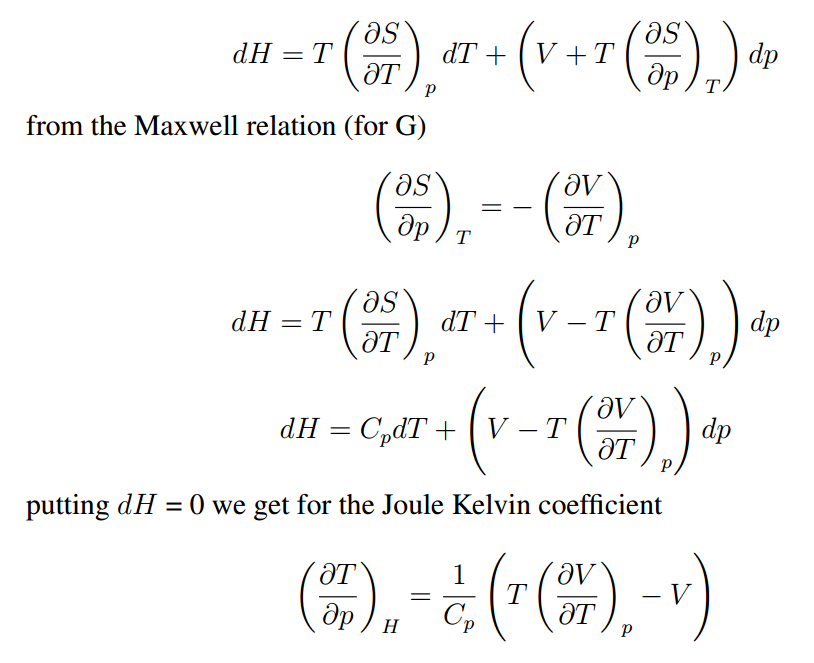 dH = T (∂S/∂T)_p dT + (V + T (∂S/∂p)_T) dp
from the Maxwell relation (for G)
(∂S/∂p)_T = − (∂V/∂T)_p
dH = T (∂S/∂T)_p dT + (V − T (∂V/∂T)_p) dp
dH = C_p dT + (V − T (∂V/∂T)_p) dp
putting dH = 0 we get for the Joule Kelvin coefficient
(∂T/∂p)_H = 1/C_p (T (∂V/∂T)_p − V)